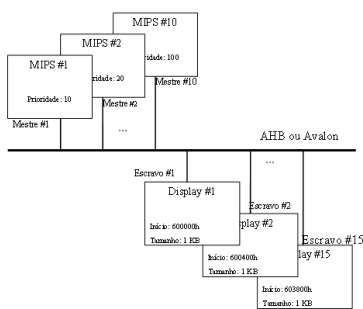 MIPS #10
MIPS #2
ridade: 100
MIPS #1
ridade: 20
Mestre #10
Prioridade: 10
Mestre #2
Mestre #1
...
AHB ou Avalon
...
Escravo #1
Display #1
Escravo #2
play #2
Início: 600000h
Tamanho: 1 KB
Escravo #15
lay #15
Início: 600400h
Tamanho: 1 KB
Início: 603800h
Tamanho: 1 KB